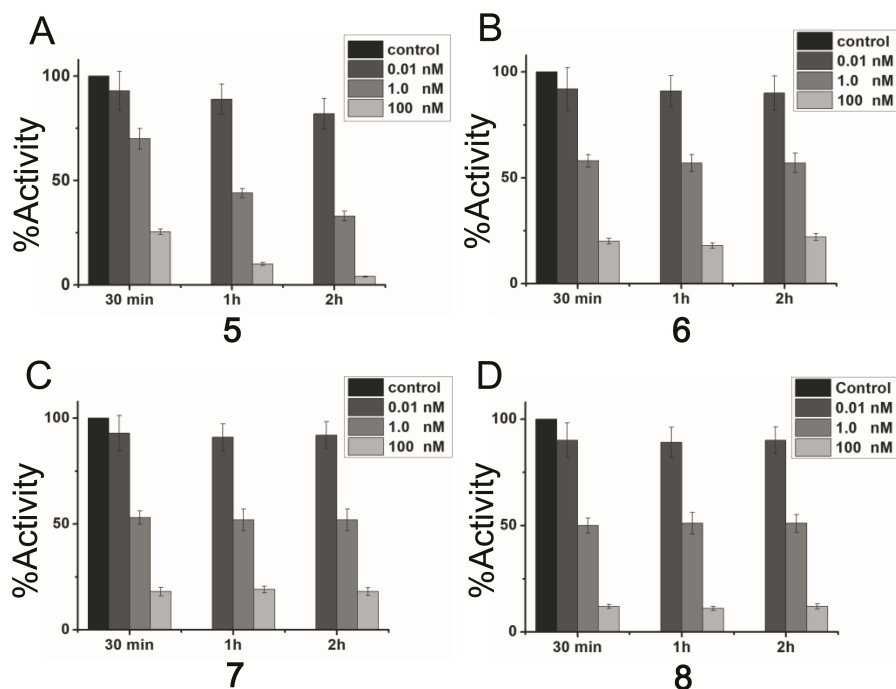 A
control
0.01 nM
1.0 nM
100 nM
%Activity
100
50
0
30 min 1h 2h
5
B
control
0.01 nM
1.0 nM
100 nM
%Activity
100
50
0
30 min 1h 2h
6
C
control
0.01 nM
1.0 nM
100 nM
%Activity
100
50
0
30 min 1h 2h
7
D
Control
0.01 nM
1.0 nM
100 nM
%Activity
100
50
0
30 min 1h 2h
8